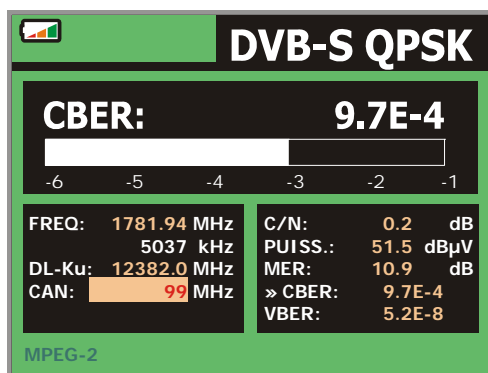 DVB-S QPSK
CBER: 9.7E-4
-6 -5 -4 -3 -2 -1
FREQ: 1781.94 MHz
5037 kHz
DL-Ku: 12382.0 MHz
CAN: 99 MHz
C/N: 0.2 dB
PUISS.: 51.5 dBµV
MER: 10.9 dB
» CBER: 9.7E-4
VBER: 5.2E-8
MPEG-2